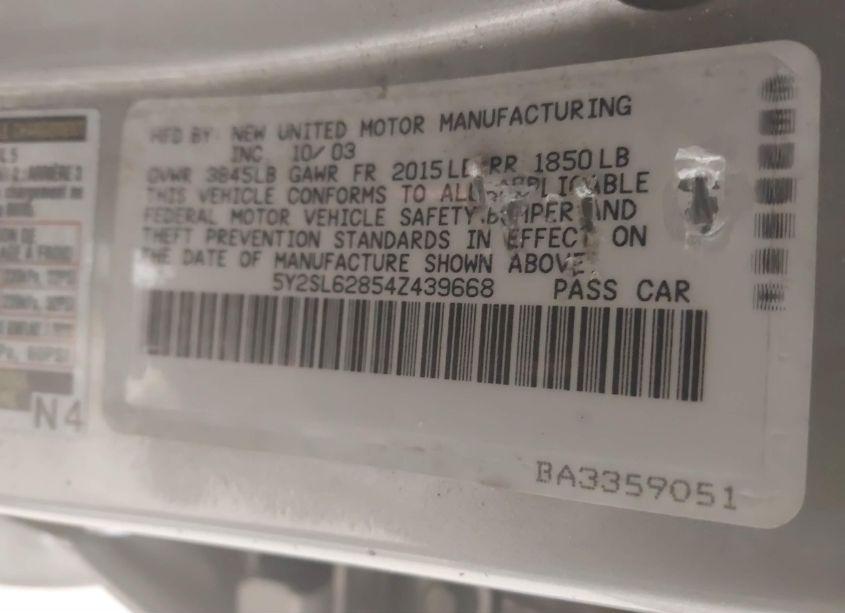 MFD BY: NEW UNITED MOTOR MANUFACTURING
INC 10/03
GVWR 3845LB GAWR FR 2015LB RR 1850LB
THIS VEHICLE CONFORMS TO ALL APPLICABLE
FEDERAL MOTOR VEHICLE SAFETY, BUMPER AND
THEFT PREVENTION STANDARDS IN EFFECT ON
THE DATE OF MANUFACTURE SHOWN ABOVE.
5Y2SL62854Z439668 PASS CAR
BA3359051
N4